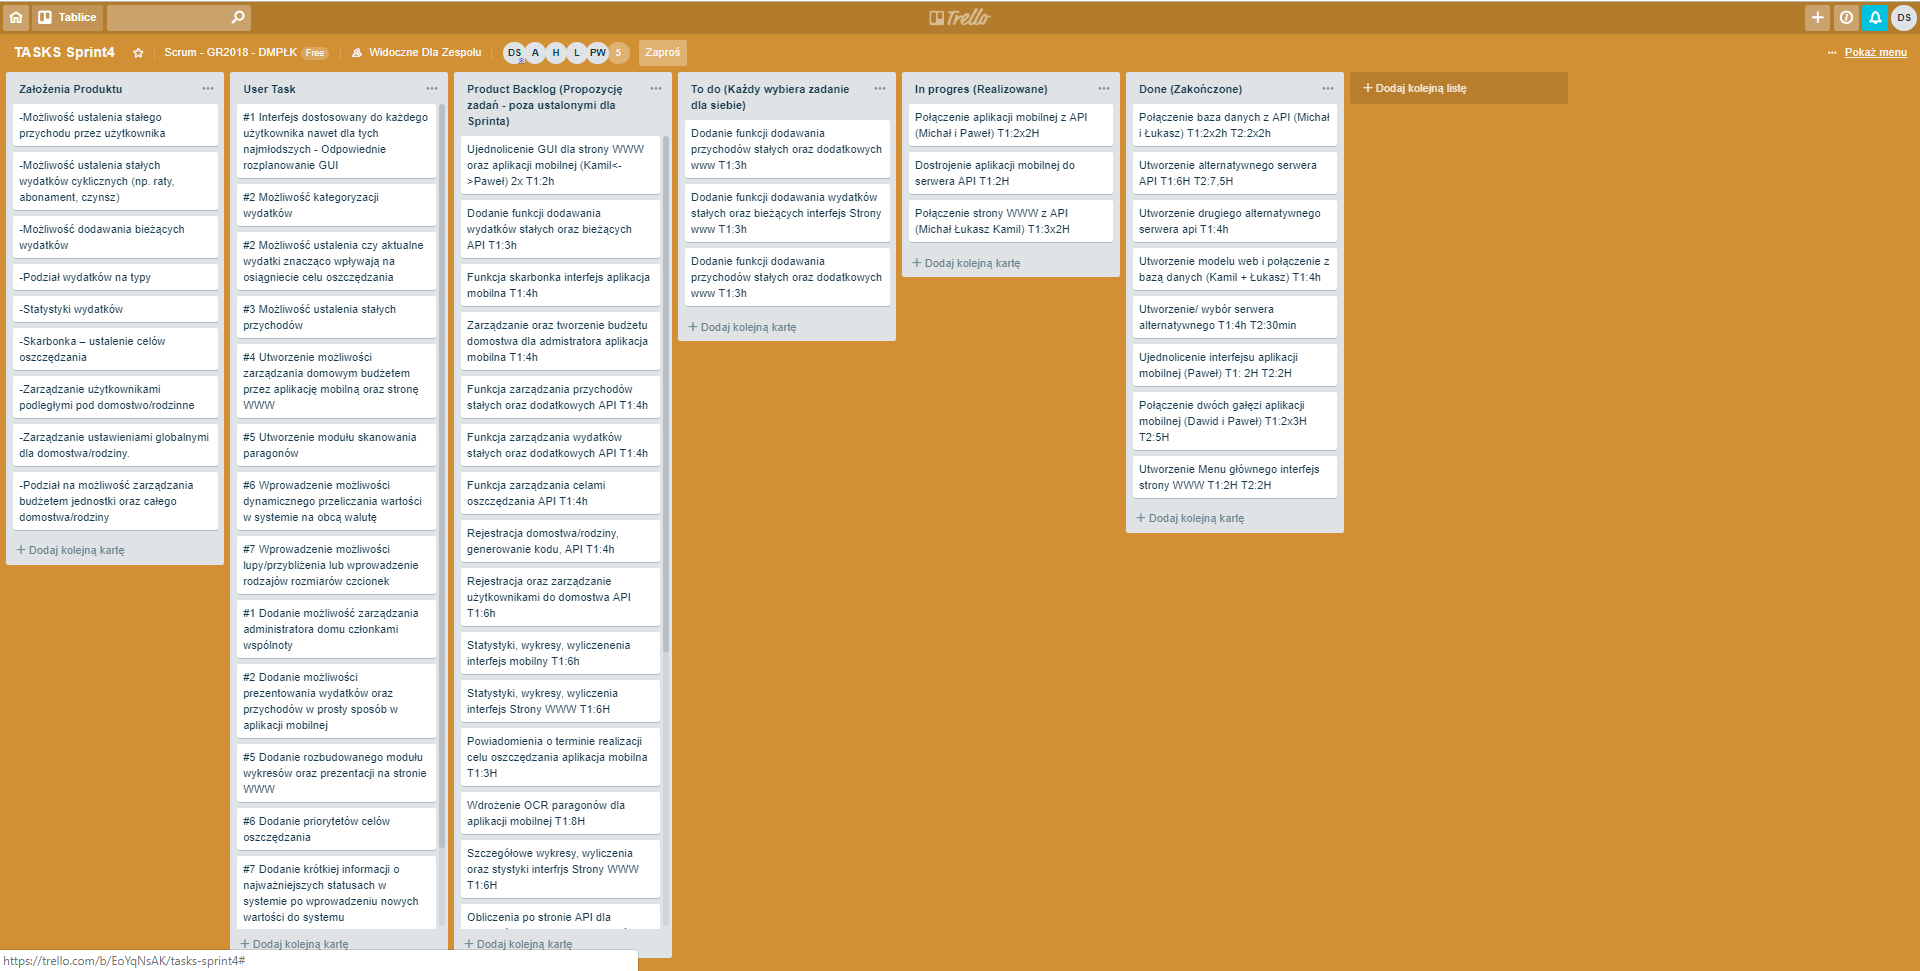 Tablice
Trello
DS
TASKS Sprint4
Scrum - GR2018 - DMPŁK Free
Widoczne Dla Zespołu
DS A H L PW 5
Zaproś
... Pokaż menu
Założenia Produktu
-Możliwość ustalenia stałego
przychodu przez użytkownika
-Możliwość ustalenia stałych
wydatków cyklicznych (np. raty,
abonament, czynsz)
-Możliwość dodawania bieżących
wydatków
-Podział wydatków na typy
-Statystyki wydatków
-Skarbonka – ustalenie celów
oszczędzania
-Zarządzanie użytkownikami
podległymi pod domostwo/rodzinne
-Zarządzanie ustawieniami globalnymi
dla domostwa/rodziny.
-Podział na możliwość zarządzania
budżetem jednostki oraz całego
domostwa/rodziny
+ Dodaj kolejną kartę
User Task
#1 Interfejs dostosowany do każdego
użytkownika nawet dla tych
najmłodszych - Odpowiednie
rozplanowanie GUI
#2 Możliwość kategoryzacji
wydatków
#2 Możliwość ustalenia czy aktualne
wydatki znacząco wpływają na
osiągniecie celu oszczędzania
#3 Możliwość ustalenia stałych
przychodów
#4 Utworzenie możliwości
zarządzania domowym budżetem
przez aplikację mobilną oraz stronę
WWW
#5 Utworzenie modułu skanowania
paragonów
#6 Wprowadzenie możliwości
dynamicznego przeliczania wartości
w systemie na obcą walutę
#7 Wprowadzenie możliwości
lupy/przybliżenia lub wprowadzenie
rodzajów rozmiarów czcionek
#1 Dodanie możliwość zarządzania
administratora domu członkami
wspólnoty
#2 Dodanie możliwości
prezentowania wydatków oraz
przychodów w prosty sposób w
aplikacji mobilnej
#5 Dodanie rozbudowanego modułu
wykresów oraz prezentacji na stronie
WWW
#6 Dodanie priorytetów celów
oszczędzania
#7 Dodanie krótkiej informacji o
najważniejszych statusach w
systemie po wprowadzeniu nowych
wartości do systemu
+ Dodaj kolejną kartę
Product Backlog (Propozycję
zadań - poza ustalonymi dla
Sprinta)
Ujednolicenie GUI dla strony WWW
oraz aplikacji mobilnej (Kamil<-
>Paweł) 2x T1:2h
Dodanie funkcji dodawania
wydatków stałych oraz bieżących
API T1:3h
Funkcja skarbonka interfejs aplikacja
mobilna T1:4h
Zarządzanie oraz tworzenie budżetu
domostwa dla admistratora aplikacja
mobilna T1:4h
Funkcja zarządzania przychodów
stałych oraz dodatkowych API T1:4h
Funkcja zarządzania wydatków
stałych oraz dodatkowych API T1:4h
Funkcja zarządzania celami
oszczędzania API T1:4h
Rejestracja domostwa/rodziny,
generowanie kodu, API T1:4h
Rejestracja oraz zarządzanie
użytkownikami do domostwa API
T1:6h
Statystyki, wykresy, wyliczenenia
interfejs mobilny T1:6h
Statystyki, wykresy, wyliczenia
interfejs Strony WWW T1:6H
Powiadomienia o terminie realizacji
celu oszczędzania aplikacja mobilna
T1:3H
Wdrożenie OCR paragonów dla
aplikacji mobilnej T1:8H
Szczegółowe wykresy, wyliczenia
oraz stystyki interfrjs Strony WWW
T1:6H
Obliczenia po stronie API dla
+ Dodaj kolejną kartę
To do (Każdy wybiera zadanie
dla siebie)
Dodanie funkcji dodawania
przychodów stałych oraz dodatkowych
www T1:3h
Dodanie funkcji dodawania wydatków
stałych oraz bieżących interfejs Strony
www T1:3h
Dodanie funkcji dodawania
przychodów stałych oraz dodatkowych
www T1:3h
+ Dodaj kolejną kartę
In progres (Realizowane)
Połączenie aplikacji mobilnej z API
(Michał i Paweł) T1:2x2H
Dostrojenie aplikacji mobilnej do
serwera API T1:2H
Połączenie strony WWW z API
(Michał Łukasz Kamil) T1:3x2H
+ Dodaj kolejną kartę
Done (Zakończone)
Połączenie baza danych z API (Michał
i Łukasz) T1:2x2h T2:2x2h
Utworzenie alternatywnego serwera
API T1:6H T2:7,5H
Utworzenie drugiego alternatywnego
serwera api T1:4h
Utworzenie modelu web i połączenie z
bazą danych (Kamil + Łukasz) T1:4h
Utworzenie/ wybór serwera
alternatywnego T1:4h T2:30min
Ujednolicenie interfejsu aplikacji
mobilnej (Paweł) T1: 2H T2:2H
Połączenie dwóch gałęzi aplikacji
mobilnej (Dawid i Paweł) T1:2x3H
T2:5H
Utworzenie Menu głównego interfejs
strony WWW T1:2H T2:2H
+ Dodaj kolejną kartę
+ Dodaj kolejną listę
https://trello.com/b/EoYqNsAK/tasks-sprint4#